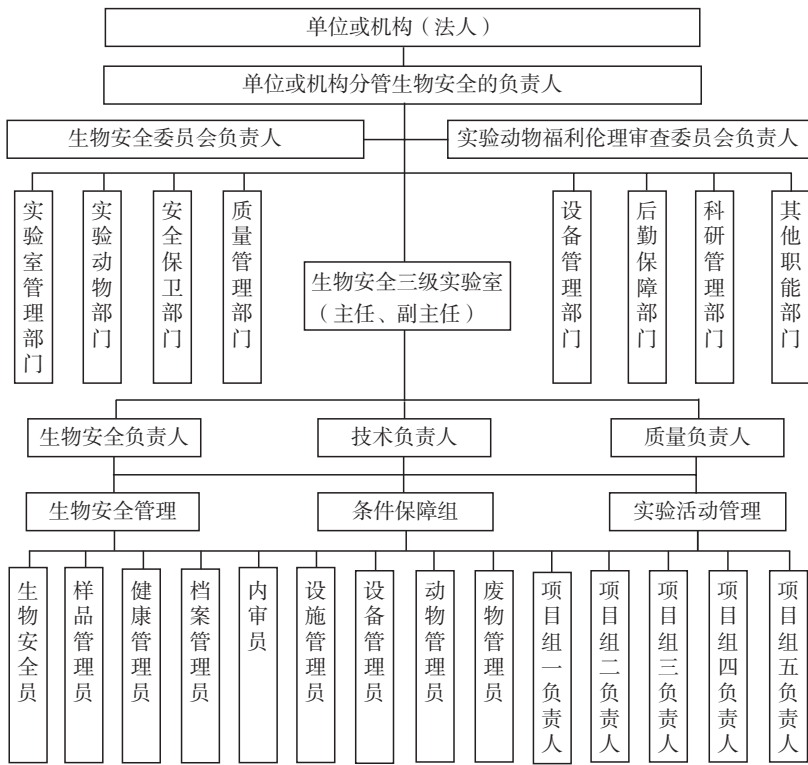 单位或机构（法人）
单位或机构分管生物安全的负责人
生物安全委员会负责人
实验动物福利伦理审查委员会负责人
实验室管理部门
实验动物部门
安全保卫部门
质量管理部门
生物安全三级实验室
（主任、副主任）
设备管理部门
后勤保障部门
科研管理部门
其他职能部门
生物安全负责人
技术负责人
质量负责人
生物安全管理
条件保障组
实验活动管理
生物安全员
样品管理员
健康管理员
档案管理员
内审员
设施管理员
设备管理员
动物管理员
废物管理员
项目组一负责人
项目组二负责人
项目组三负责人
项目组四负责人
项目组五负责人